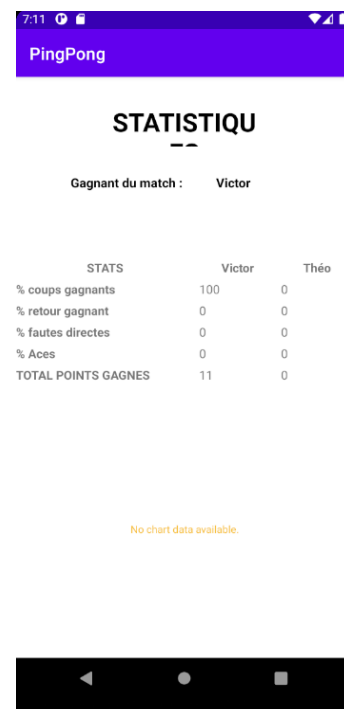 7:11
PingPong
STATISTIQU
ES
Gagnant du match : Victor
STATS Victor Théo
% coups gagnants 100 0
% retour gagnant 0 0
% fautes directes 0 0
% Aces 0 0
TOTAL POINTS GAGNES 11 0
No chart data available.